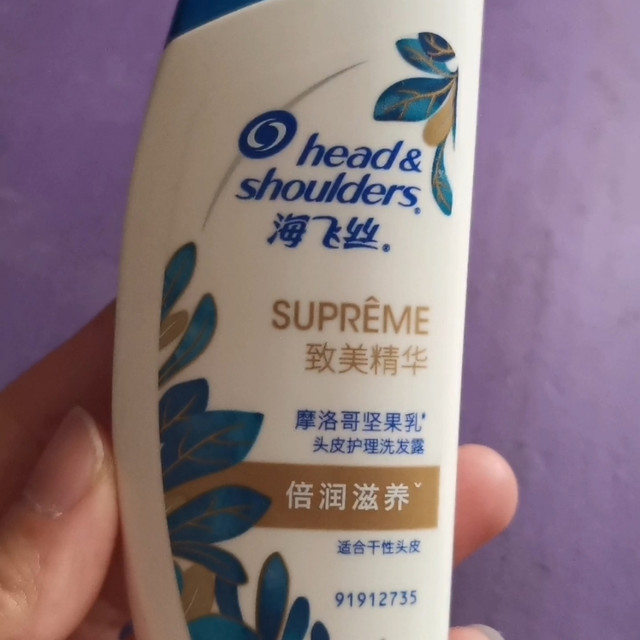 head &
shoulders®
海飞丝®
SUPRÊME
致美精华
摩洛哥坚果乳*
头皮护理洗发露
倍润滋养ˇ
适合干性头皮
91912735